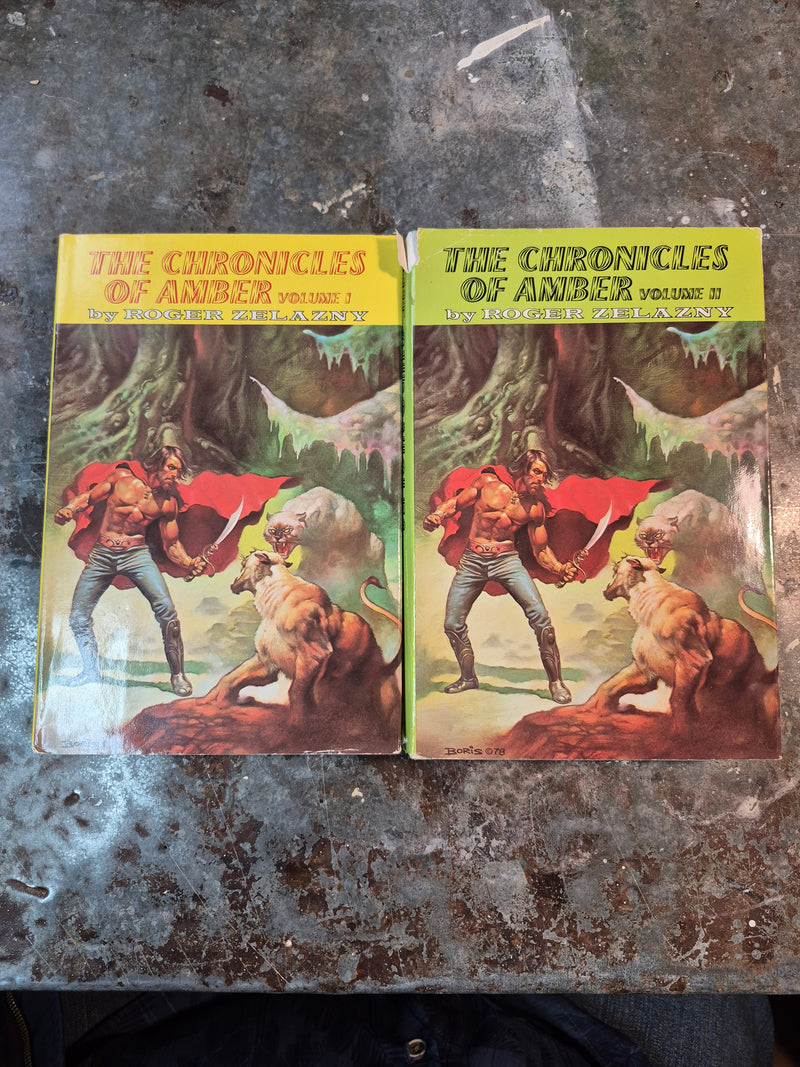 THE CHRONICLES
OF AMBER VOLUME I
by ROGER ZELAZNY
BORIS
THE CHRONICLES
OF AMBER VOLUME II
by ROGER ZELAZNY
BORIS ©78